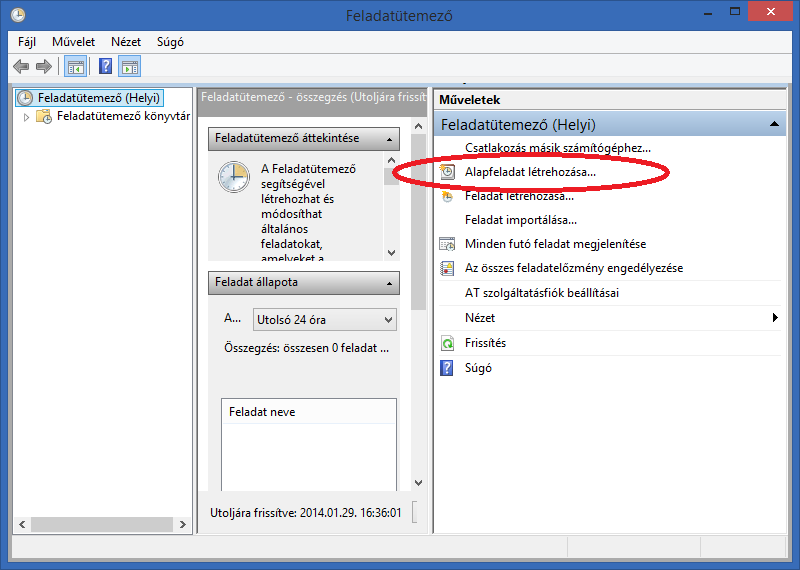 Feladatütemező
Fájl Művelet Nézet Súgó
Feladatütemező (Helyi)
Feladatütemező könyvtár
Feladatütemező - összegzés (Utoljára frissít
Feladatütemező áttekintése
A Feladatütemező
segítségével
létrehozhat és
módosíthat
általános
feladatokat,
amelyeket a
Feladat állapota
A... Utolsó 24 óra
Összegzés: összesen 0 feladat ...
Feladat neve
Utoljára frissítve: 2014.01.29. 16:36:01
Műveletek
Feladatütemező (Helyi)
Csatlakozás másik számítógéphez...
Alapfeladat létrehozása...
Feladat létrehozása...
Feladat importálása...
Minden futó feladat megjelenítése
Az összes feladatelőzmény engedélyezése
AT szolgáltatásfiók beállításai
Nézet
Frissítés
Súgó